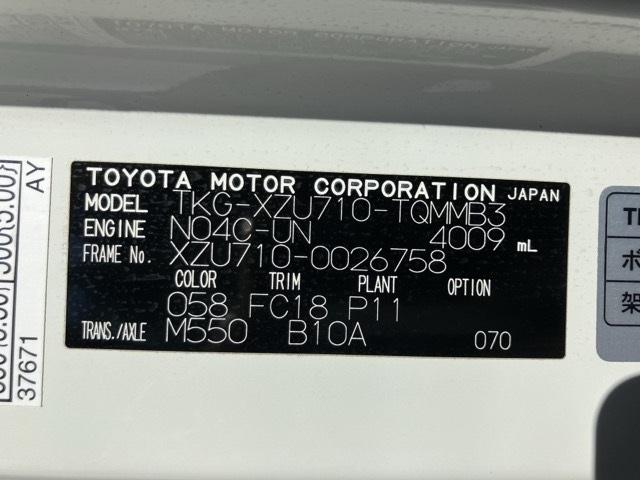 TOYOTA MOTOR CORPORATION JAPAN
MODEL TKG-XZU710-TQMMB3
ENGINE N04C-UN 4009 mL
FRAME No. XZU710-0026758
COLOR TRIM PLANT OPTION
058 FC18 P11
TRANS./AXLE M550 B10A 070
AY
37671
架